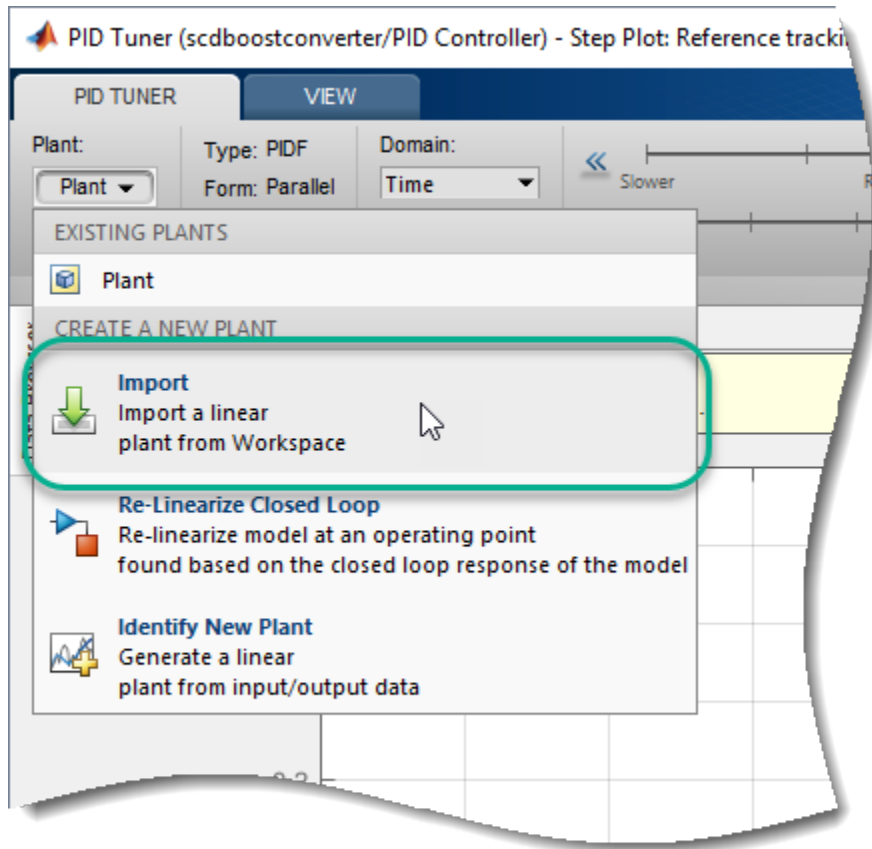 PID Tuner (scdboostconverter/PID Controller) - Step Plot: Reference
PID TUNER
VIEW
Plant:
Type: PIDF
Domain:
Plant
Form: Parallel
Time
Slower
EXISTING PLANTS
Plant
CREATE A NEW PLANT
Import
Import a linear
plant from Workspace
Re-Linearize Closed Loop
Re-linearize model at an operating point
found based on the closed loop response of the model
Identify New Plant
Generate a linear
plant from input/output data